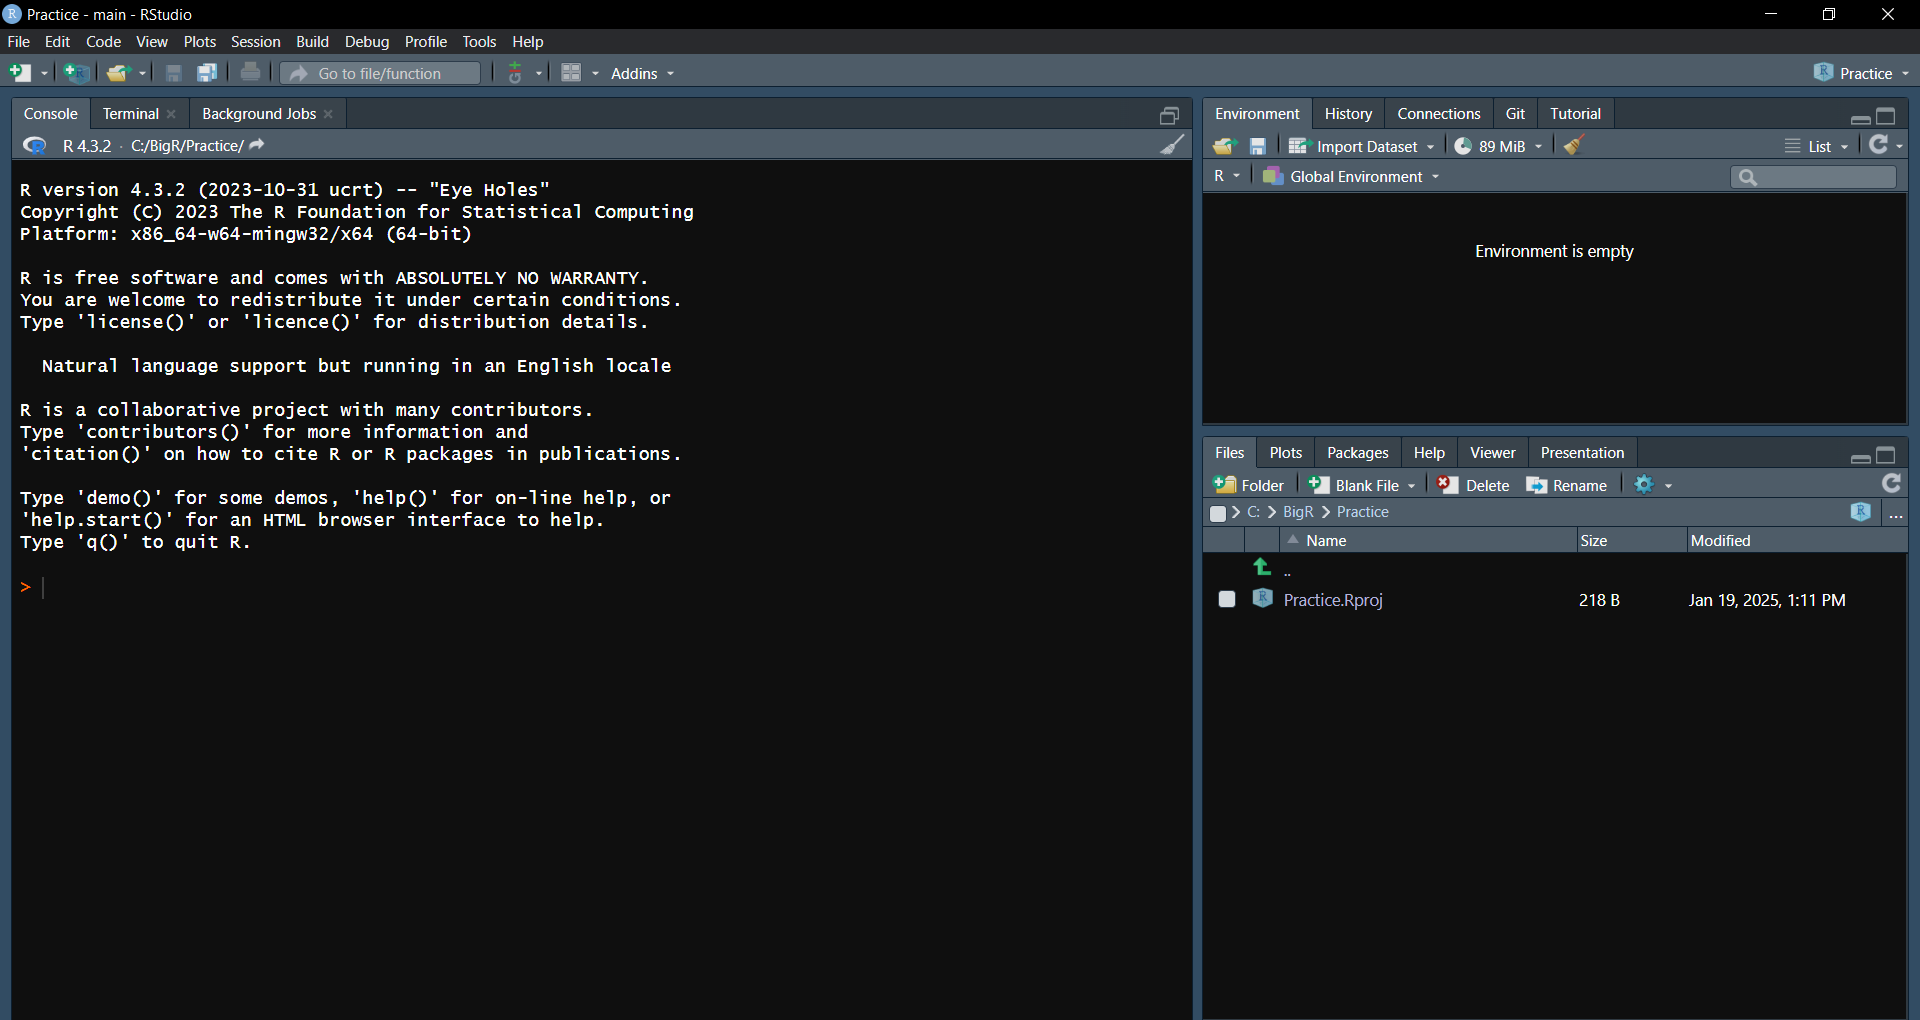 Practice - main - RStudio
File Edit Code View Plots Session Build Debug Profile Tools Help
Go to file/function Addins Practice
Console Terminal Background Jobs
R 4.3.2 · C:/BigR/Practice/
R version 4.3.2 (2023-10-31 ucrt) -- "Eye Holes"
Copyright (C) 2023 The R Foundation for Statistical Computing
Platform: x86_64-w64-mingw32/x64 (64-bit)
R is free software and comes with ABSOLUTELY NO WARRANTY.
You are welcome to redistribute it under certain conditions.
Type 'license()' or 'licence()' for distribution details.
Natural language support but running in an English locale
R is a collaborative project with many contributors.
Type 'contributors()' for more information and
'citation()' on how to cite R or R packages in publications.
Type 'demo()' for some demos, 'help()' for on-line help, or
'help.start()' for an HTML browser interface to help.
Type 'q()' to quit R.
>
Environment History Connections Git Tutorial
Import Dataset 89 MiB List
R Global Environment
Environment is empty
Files Plots Packages Help Viewer Presentation
Folder Blank File Delete Rename
C: BigR Practice ...
Name Size Modified
..
Practice.Rproj 218 B Jan 19, 2025, 1:11 PM